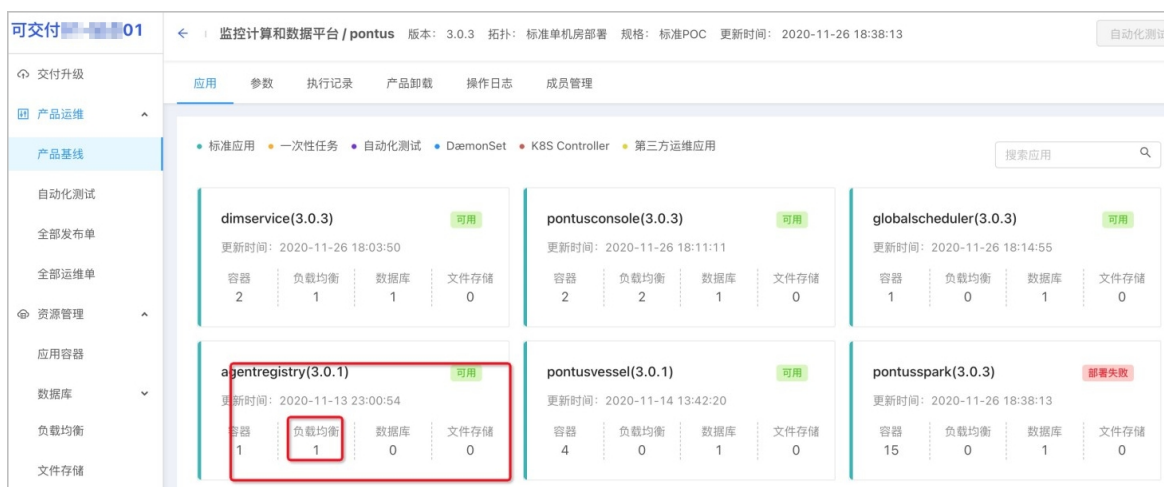 可交付 01
← 监控计算和数据平台 / pontus 版本: 3.0.3 拓扑: 标准单机房部署 规格: 标准POC 更新时间: 2020-11-26 18:38:13 自动化测试
交付升级
产品运维
产品基线
自动化测试
全部发布单
全部运维单
资源管理
应用容器
数据库
负载均衡
文件存储
应用 参数 执行记录 产品卸载 操作日志 成员管理
标准应用 一次性任务 自动化测试 DæmonSet K8S Controller 第三方运维应用
搜索应用
dimservice(3.0.3) 可用
更新时间: 2020-11-26 18:03:50
容器 负载均衡 数据库 文件存储
2 1 1 0
pontusconsole(3.0.3) 可用
更新时间: 2020-11-26 18:11:11
容器 负载均衡 数据库 文件存储
2 2 1 0
globalscheduler(3.0.3) 可用
更新时间: 2020-11-26 18:14:55
容器 负载均衡 数据库 文件存储
1 0 1 0
agentregistry(3.0.1) 可用
更新时间: 2020-11-13 23:00:54
容器 负载均衡 数据库 文件存储
1 1 0 0
pontusvessel(3.0.1) 可用
更新时间: 2020-11-14 13:42:20
容器 负载均衡 数据库 文件存储
4 0 1 0
pontusspark(3.0.3) 部署失败
更新时间: 2020-11-26 18:38:13
容器 负载均衡 数据库 文件存储
15 0 1 0